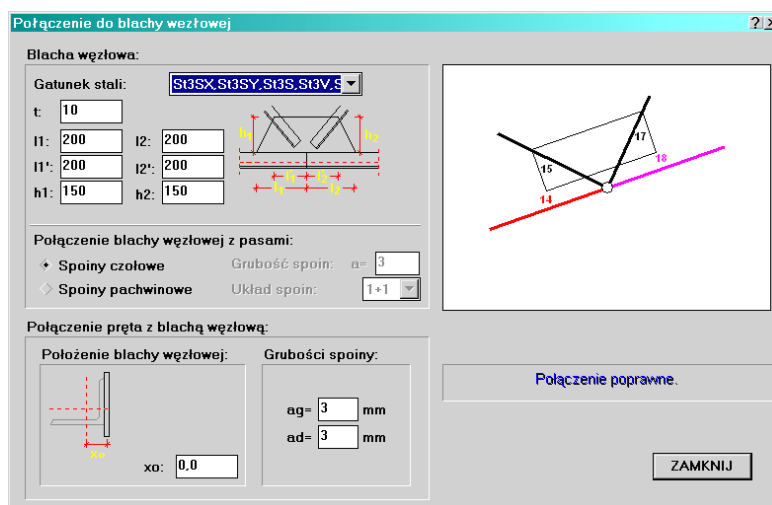 Połączenie do blachy wezłowej
Blacha węzłowa:
Gatunek stali: St3SX,St3SY,St3S,St3V,S
t: 10
l1: 200 l2: 200
l1': 200 l2': 200
h1: 150 h2: 150
h1 h2
l'1 l'2
l1 l2
Połączenie blachy węzłowej z pasami:
Spoiny czołowe Grubość spoin: a= 3
Spoiny pachwinowe Układ spoin: 1+1
Połączenie pręta z blachą węzłową:
Położenie blachy węzłowej:
xo
xo: 0,0
Grubości spoiny:
ag= 3 mm
ad= 3 mm
17
15
18
14
Połączenie poprawne.
ZAMKNIJ